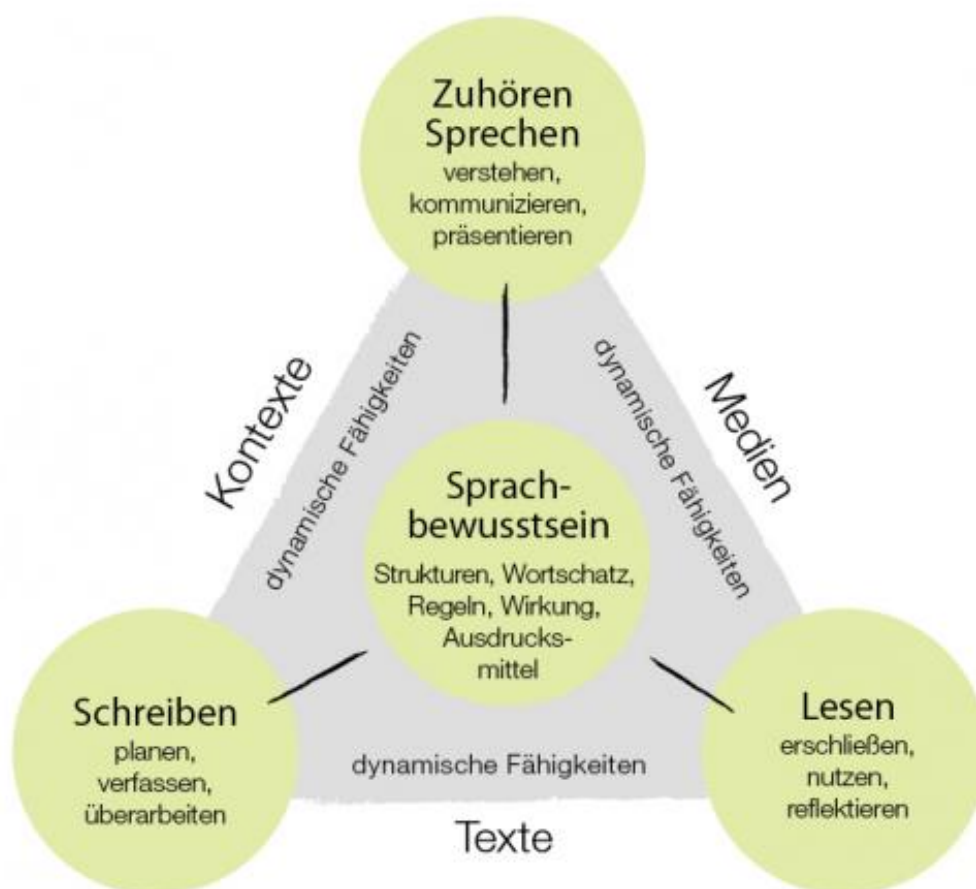 Zuhören
Sprechen
verstehen,
kommunizieren,
präsentieren
Kontexte
dynamische Fähigkeiten
dynamische Fähigkeiten
Medien
Sprach-
bewusstsein
Strukturen, Wortschatz,
Regeln, Wirkung,
Ausdrucks-
mittel
Schreiben
planen,
verfassen,
überarbeiten
dynamische Fähigkeiten
Lesen
erschließen,
nutzen,
reflektieren
Texte